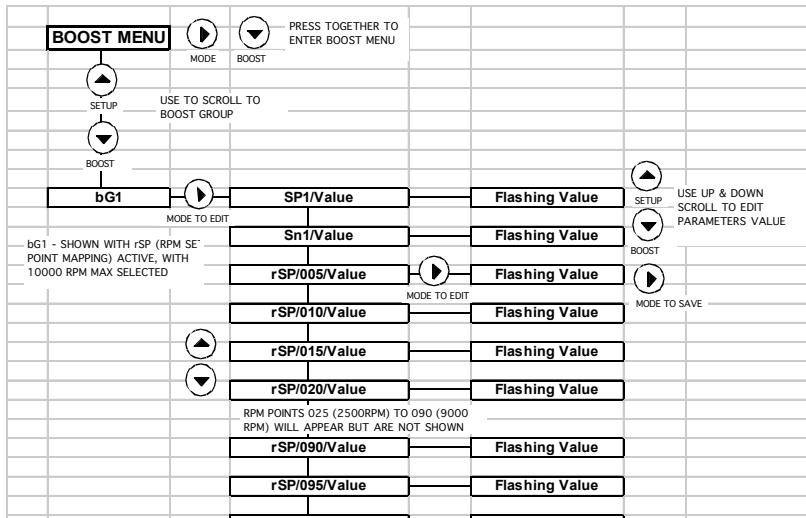 BOOST MENU
MODE
BOOST
PRESS TOGETHER TO
ENTER BOOST MENU
SETUP
USE TO SCROLL TO
BOOST GROUP
BOOST
bG1
MODE TO EDIT
SP1/Value
Flashing Value
SETUP
USE UP & DOWN
SCROLL TO EDIT
PARAMETERS VALUE
BOOST
Sn1/Value
Flashing Value
bG1 - SHOWN WITH rSP (RPM SE
POINT MAPPING) ACTIVE, WITH
10000 RPM MAX SELECTED
rSP/005/Value
MODE TO EDIT
Flashing Value
MODE TO SAVE
rSP/010/Value
Flashing Value
rSP/015/Value
Flashing Value
rSP/020/Value
Flashing Value
RPM POINTS 025 (2500RPM) TO 090 (9000
RPM) WILL APPEAR BUT ARE NOT SHOWN
rSP/090/Value
Flashing Value
rSP/095/Value
Flashing Value